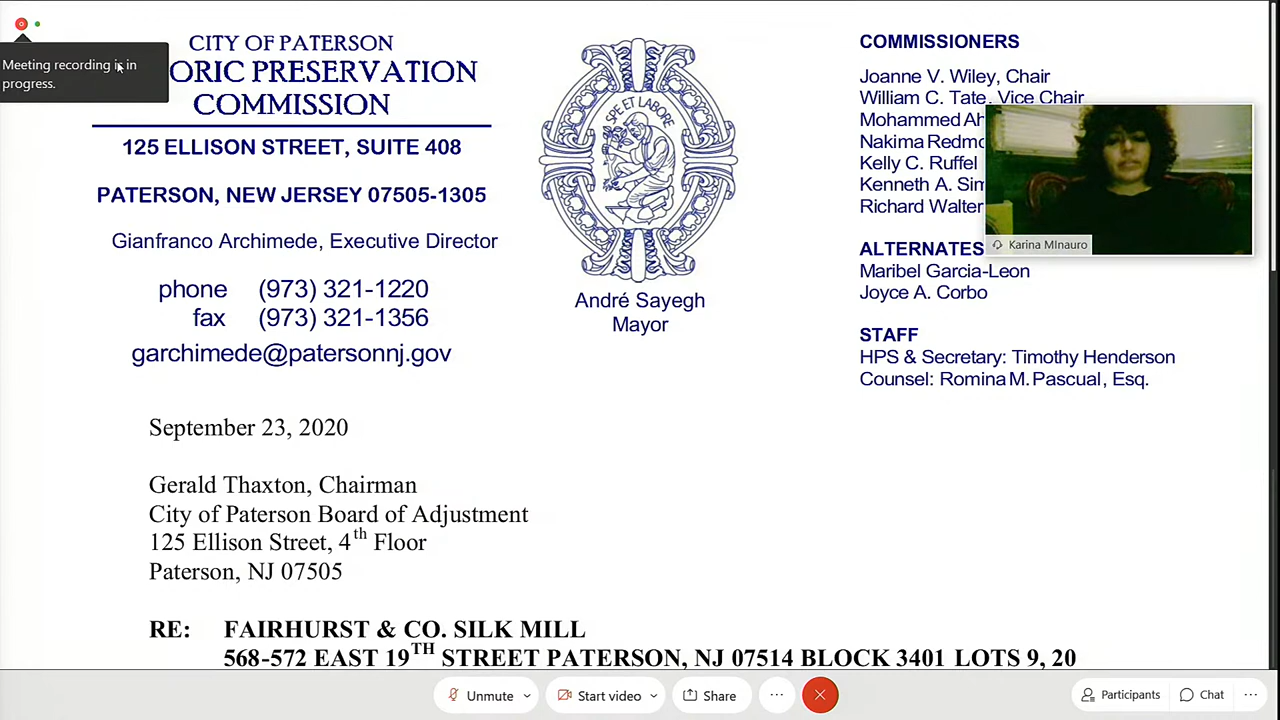 Meeting recording is in
progress.
CITY OF PATERSON
ORIC PRESERVATION
COMMISSION
125 ELLISON STREET, SUITE 408
PATERSON, NEW JERSEY 07505-1305
Gianfranco Archimede, Executive Director
phone (973) 321-1220
fax (973) 321-1356
garchimede@patersonnj.gov
SPE ET LABORE
André Sayegh
Mayor
COMMISSIONERS
Joanne V. Wiley, Chair
William C. Tate, Vice Chair
Mohammed
Nakima
Kelly C. Ruffel
Kenneth A.
Richard Walter
Karina MInauro
ALTERNATES
Maribel Garcia-Leon
Joyce A. Corbo
STAFF
HPS & Secretary: Timothy Henderson
Counsel: Romina M. Pascual, Esq.
September 23, 2020
Gerald Thaxton, Chairman
City of Paterson Board of Adjustment
125 Ellison Street, 4th Floor
Paterson, NJ 07505
RE: FAIRHURST & CO. SILK MILL
568-572 EAST 19TH STREET PATERSON, NJ 07514 BLOCK 3401 LOTS 9, 20
Unmute Start video Share Participants Chat